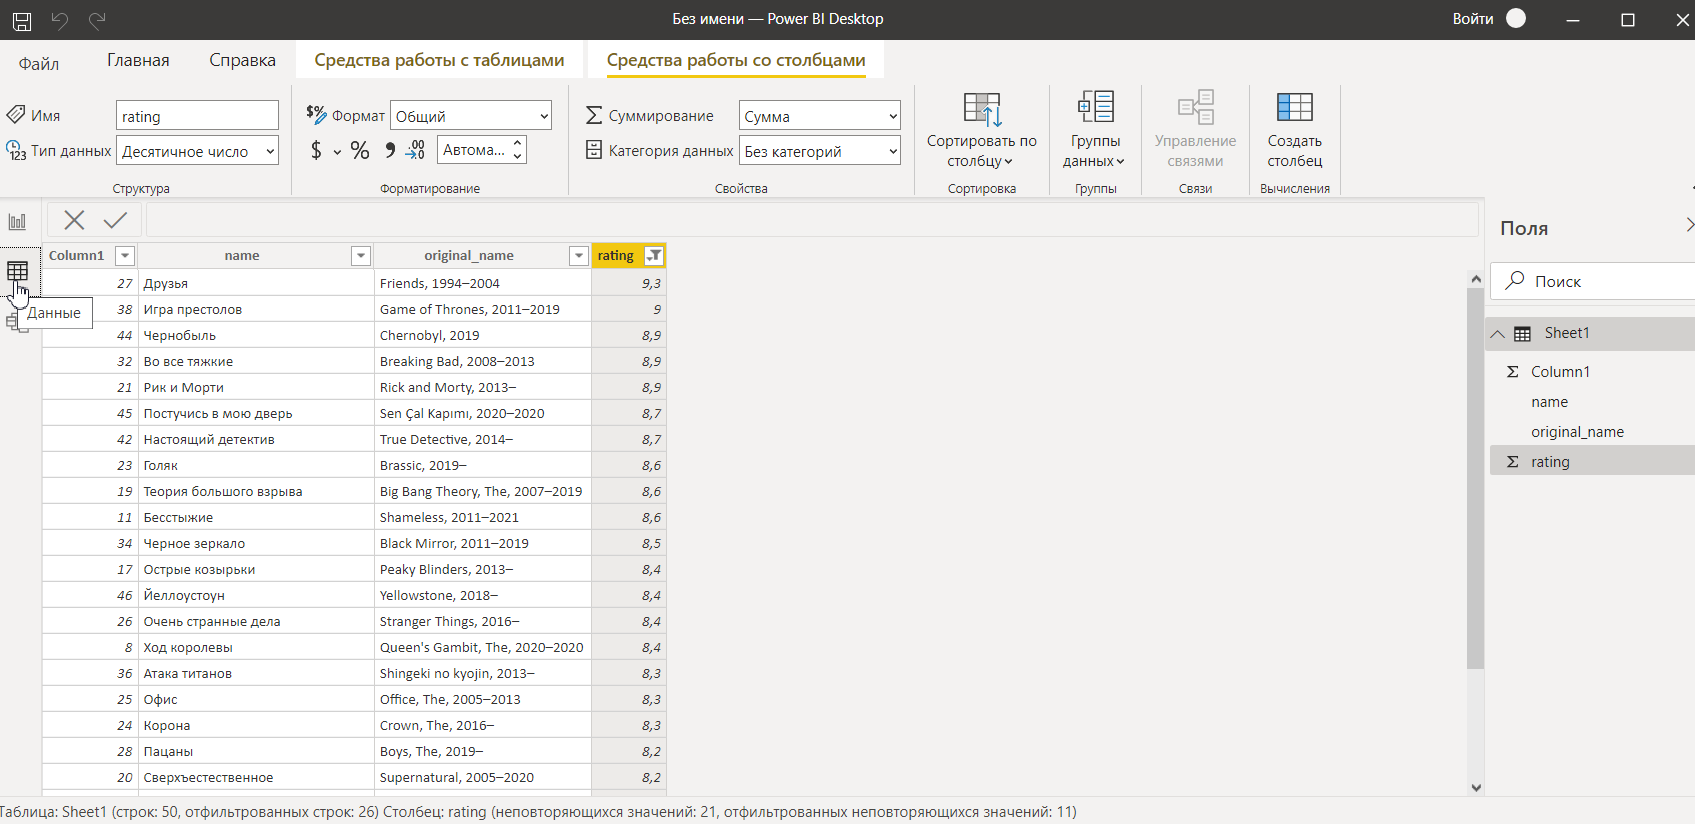 Без имени — Power BI Desktop
Войти
Файл Главная Справка Средства работы с таблицами Средства работы со столбцами
Имя rating
Тип данных Десятичное число
Структура
$% Формат Общий
$ % 9 .00 Автома...
Форматирование
Σ Суммирование Сумма
Категория данных Без категорий
Свойства
Сортировать по
столбцу
Сортировка
Группы
данных
Группы
Управление
связями
Связи
Создать
столбец
Вычисления
Column1 name original_name rating
27 Друзья Friends, 1994–2004 9,3
38 Игра престолов Game of Thrones, 2011–2019 9
44 Чернобыль Chernobyl, 2019 8,9
32 Во все тяжкие Breaking Bad, 2008–2013 8,9
21 Рик и Морти Rick and Morty, 2013– 8,9
45 Постучись в мою дверь Sen Çal Kapımı, 2020–2020 8,7
42 Настоящий детектив True Detective, 2014– 8,7
23 Голяк Brassic, 2019– 8,6
19 Теория большого взрыва Big Bang Theory, The, 2007–2019 8,6
11 Бесстыжие Shameless, 2011–2021 8,6
34 Черное зеркало Black Mirror, 2011–2019 8,5
17 Острые козырьки Peaky Blinders, 2013– 8,4
46 Йеллоустоун Yellowstone, 2018– 8,4
26 Очень странные дела Stranger Things, 2016– 8,4
8 Ход королевы Queen's Gambit, The, 2020–2020 8,4
36 Атака титанов Shingeki no kyojin, 2013– 8,3
25 Офис Office, The, 2005–2013 8,3
24 Корона Crown, The, 2016– 8,3
28 Пацаны Boys, The, 2019– 8,2
20 Сверхъестественное Supernatural, 2005–2020 8,2
Данные
Поля
Поиск
Sheet1
Σ Column1
name
original_name
Σ rating
Таблица: Sheet1 (строк: 50, отфильтрованных строк: 26) Столбец: rating (неповторяющихся значений: 21, отфильтрованных неповторяющихся значений: 11)